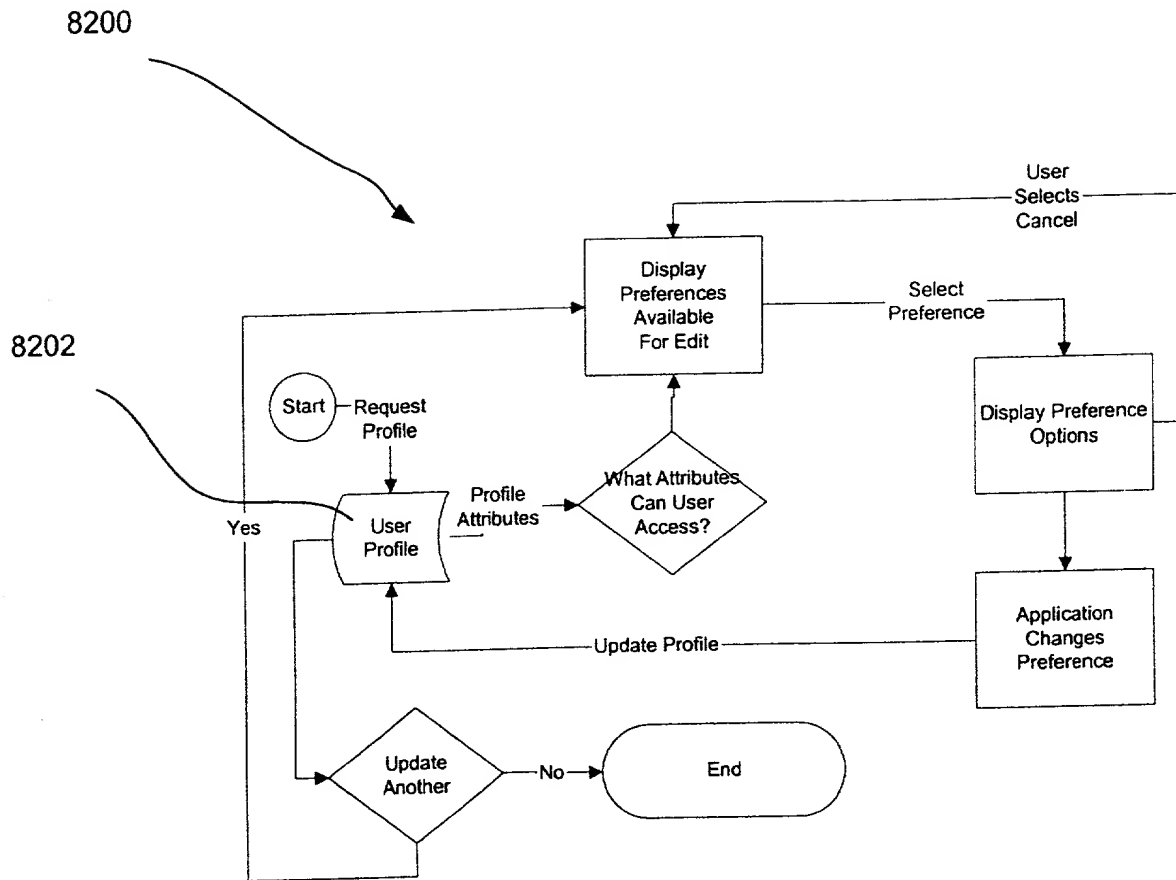 8200
User
Selects
Cancel
Display
Preferences
Available
For Edit
Select
Preference
8202
Start
Request
Profile
Display Preference
Options
What Attributes
Can User
Access?
Profile
Attributes
User
Profile
Yes
Application
Changes
Preference
Update Profile
Update
Another
No
End